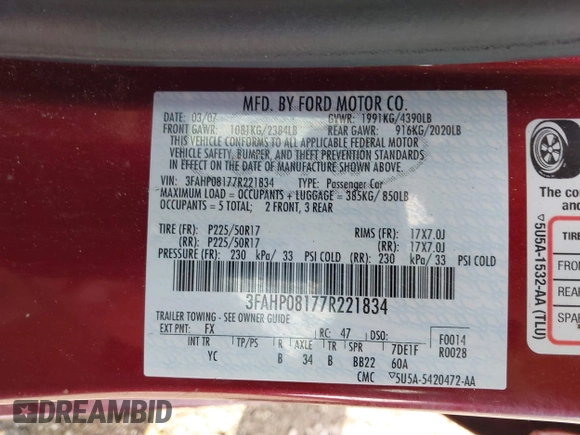 MFD. BY FORD MOTOR CO.
DATE: 03/07 GVWR: 1991KG/4390LB
FRONT GAWR: 1081KG/2384LB REAR GAWR: 916KG/2020LB
THIS VEHICLE CONFORMS TO ALL APPLICABLE FEDERAL MOTOR
VEHICLE SAFETY, BUMPER, AND THEFT PREVENTION STANDARDS
IN EFFECT ON THE DATE OF MANUFACTURE SHOWN ABOVE.
VIN: 3FAHP08177R221834 TYPE: Passenger Car
MAXIMUM LOAD = OCCUPANTS + LUGGAGE = 385KG/850LB
OCCUPANTS = 5 TOTAL; 2 FRONT, 3 REAR
TIRE (FR): P225/50R17 RIMS (FR): 17X7.0J
(RR): P225/50R17 (RR): 17X7.0J
PRESSURE (FR): 230 kPa/ 33 PSI COLD (RR): 230 kPa/ 33 PSI COLD
3FAHP08177R221834
TRAILER TOWING - SEE OWNER GUIDE
EXT PNT: FX RC: 47 DSO: F0014
INT TR TP/PS R AXLE TR SPR 7DE1F R0028
YC B 34 B BB22 60A
CMC 5U5A-5420472-AA
The co
and
TIRE
FRO
REAR
SPA
5U5A-1532-AA (TLU)
DREAMBID